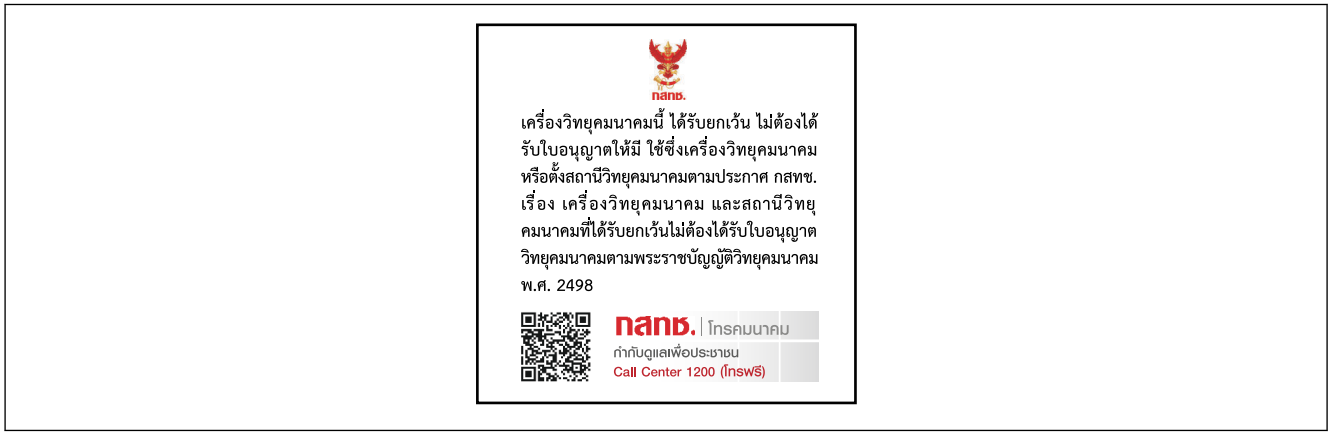 กสทช.
เครื่องวิทยุคมนาคมนี้ ได้รับยกเว้น ไม่ต้องได้
รับใบอนุญาตให้มี ใช้ซึ่งเครื่องวิทยุคมนาคม
หรือตั้งสถานีวิทยุคมนาคมตามประกาศ กสทช.
เรื่อง เครื่องวิทยุคมนาคม และสถานีวิทยุ
คมนาคมที่ได้รับยกเว้นไม่ต้องได้รับใบอนุญาต
วิทยุคมนาคมตามพระราชบัญญัติวิทยุคมนาคม
พ.ศ. 2498
กสทช. | โทรคมนาคม
กำกับดูแลเพื่อประชาชน
Call Center 1200 (โทรฟรี)